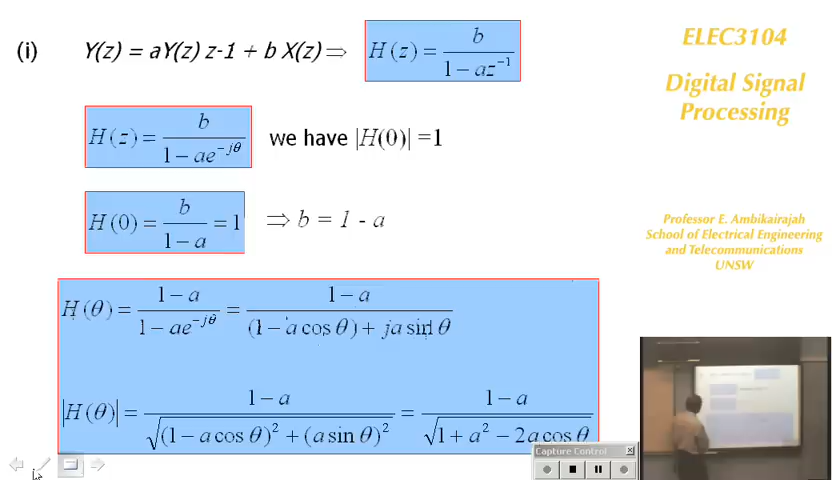 (i) Y(z) = aY(z) z-1 + b X(z) ⇒ H(z) = b / (1 − az⁻¹)
H(z) = b / (1 − ae^(−jθ)) we have |H(0)| = 1
H(0) = b / (1 − a) = 1 ⇒ b = 1 - a
H(θ) = (1 − a) / (1 − ae^(−jθ)) = (1 − a) / ((1 − a cos θ) + ja sin θ)
|H(θ)| = (1 − a) / √((1 − a cos θ)² + (a sin θ)²) = (1 − a) / √(1 + a² − 2a cos θ)
ELEC3104
Digital Signal
Processing
Professor E. Ambikairajah
School of Electrical Engineering
and Telecommunications
UNSW
Capture Control